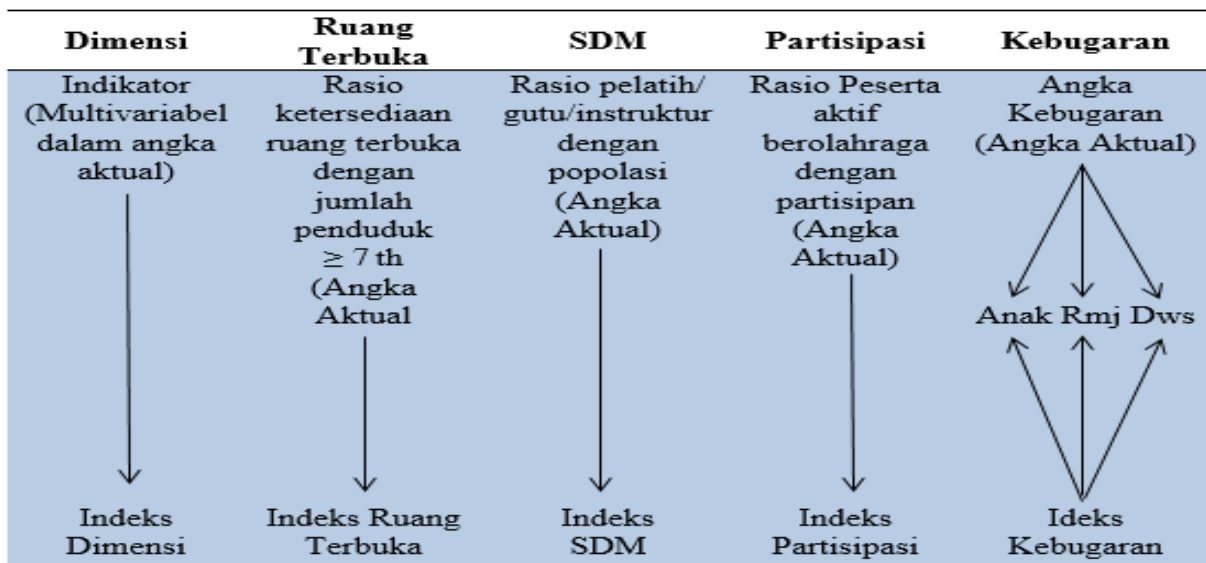 Dimensi
Ruang
Terbuka
SDM
Partisipasi
Kebugaran
Indikator
(Multivariabel
dalam angka
aktual)
Rasio
ketersediaan
ruang terbuka
dengan
jumlah
penduduk
≥ 7 th
(Angka
Aktual
Rasio pelatih/
gutu/instruktur
dengan
popolasi
(Angka
Aktual)
Rasio Peserta
aktif
berolahraga
dengan
partisipan
(Angka
Aktual)
Angka
Kebugaran
(Angka Aktual)
Anak Rmj Dws
Indeks
Dimensi
Indeks Ruang
Terbuka
Indeks
SDM
Indeks
Partisipasi
Ideks
Kebugaran